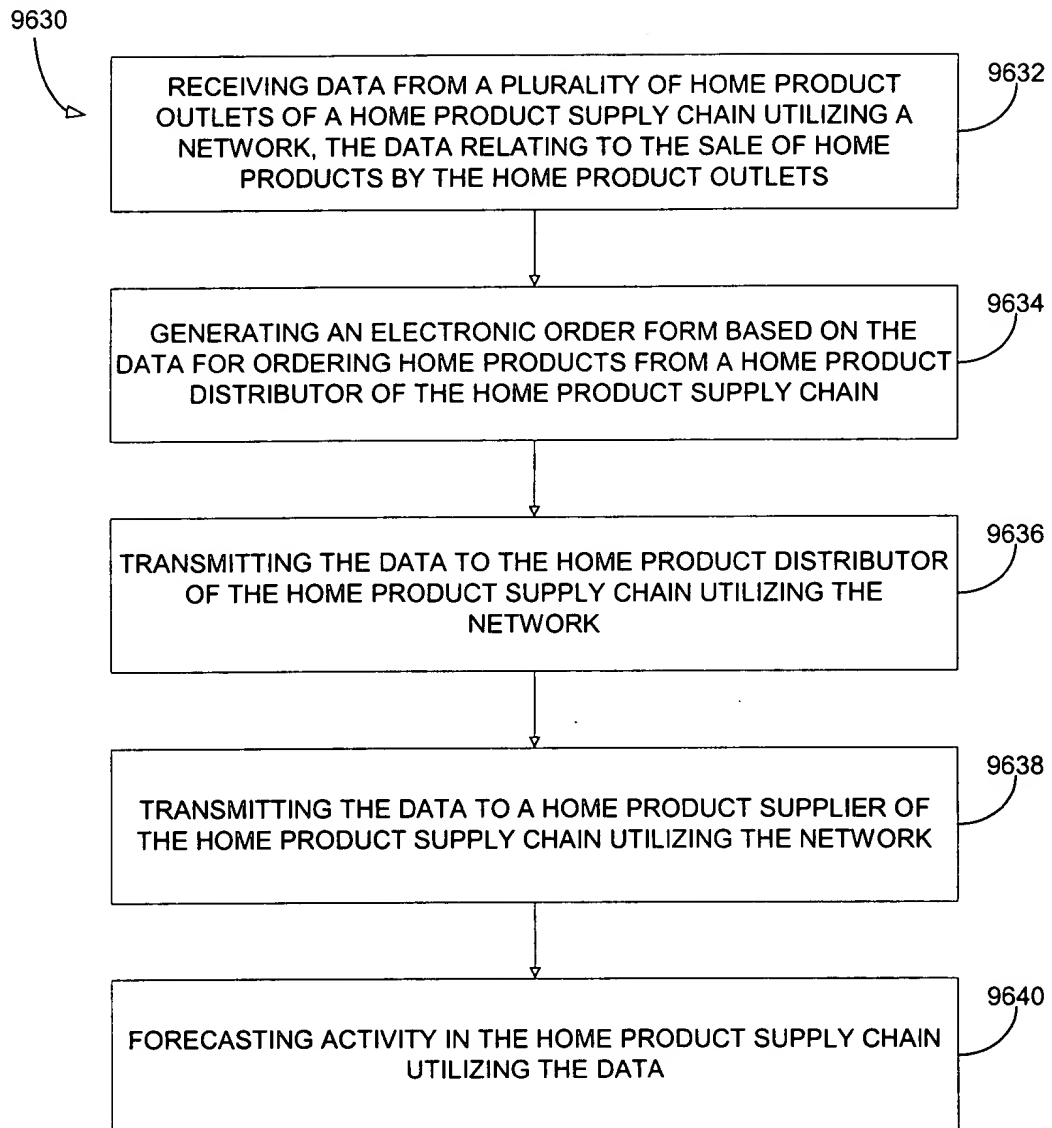 9630
RECEIVING DATA FROM A PLURALITY OF HOME PRODUCT
OUTLETS OF A HOME PRODUCT SUPPLY CHAIN UTILIZING A
NETWORK, THE DATA RELATING TO THE SALE OF HOME
PRODUCTS BY THE HOME PRODUCT OUTLETS
9632
GENERATING AN ELECTRONIC ORDER FORM BASED ON THE
DATA FOR ORDERING HOME PRODUCTS FROM A HOME PRODUCT
DISTRIBUTOR OF THE HOME PRODUCT SUPPLY CHAIN
9634
TRANSMITTING THE DATA TO THE HOME PRODUCT DISTRIBUTOR
OF THE HOME PRODUCT SUPPLY CHAIN UTILIZING THE
NETWORK
9636
TRANSMITTING THE DATA TO A HOME PRODUCT SUPPLIER OF
THE HOME PRODUCT SUPPLY CHAIN UTILIZING THE NETWORK
9638
FORECASTING ACTIVITY IN THE HOME PRODUCT SUPPLY CHAIN
UTILIZING THE DATA
9640